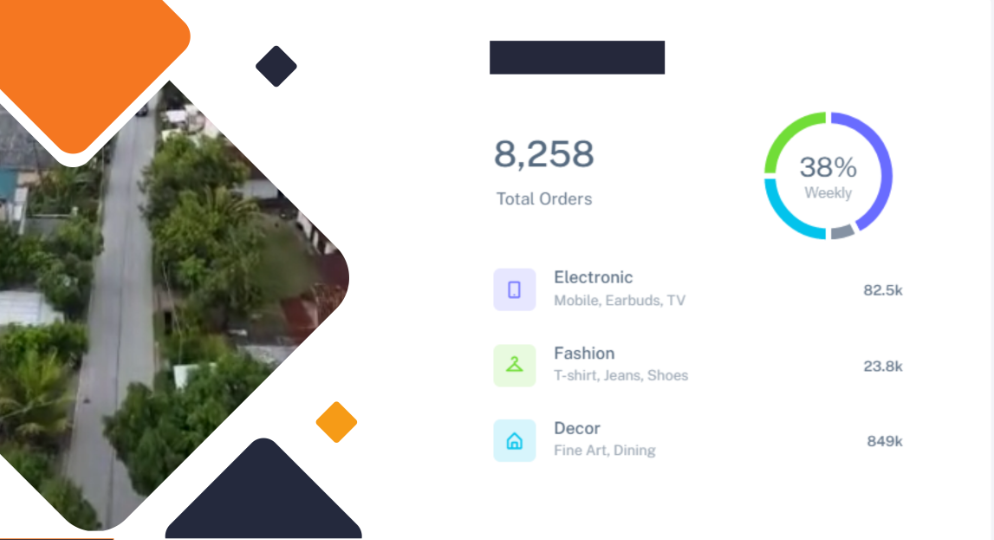 8,258
Total Orders
38%
Weekly
Electronic
Mobile, Earbuds, TV
82.5k
Fashion
T-shirt, Jeans, Shoes
23.8k
Decor
Fine Art, Dining
849k